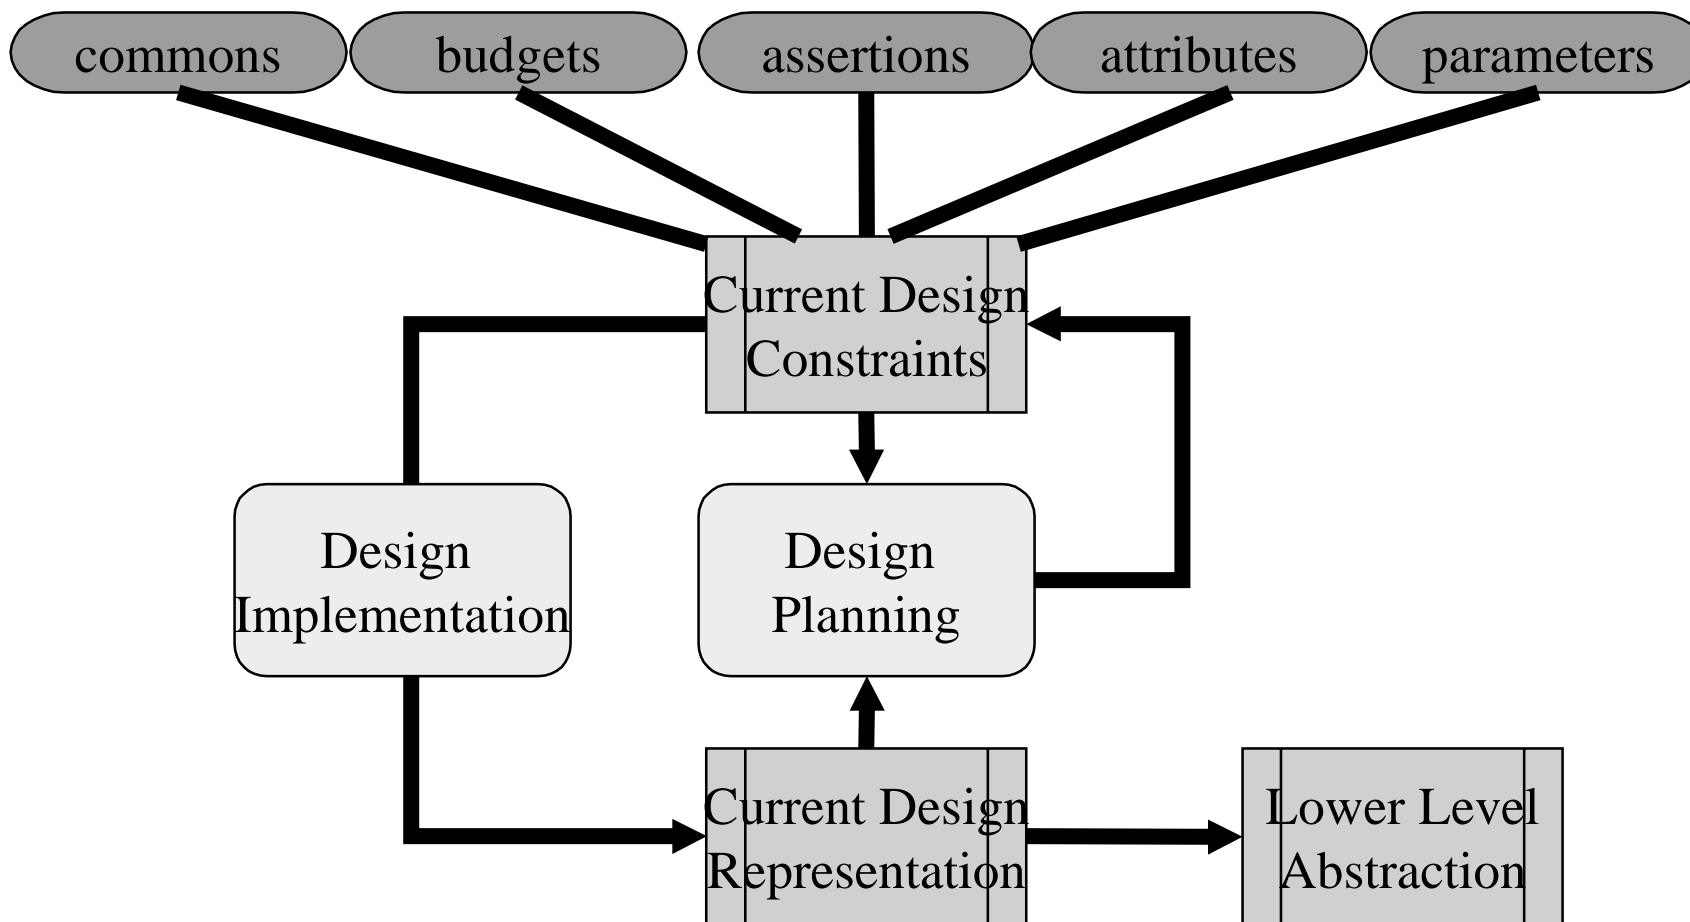 commons
budgets
assertions
attributes
parameters
Current Design
Constraints
Design
Implementation
Design
Planning
Current Design
Representation
Lower Level
Abstraction